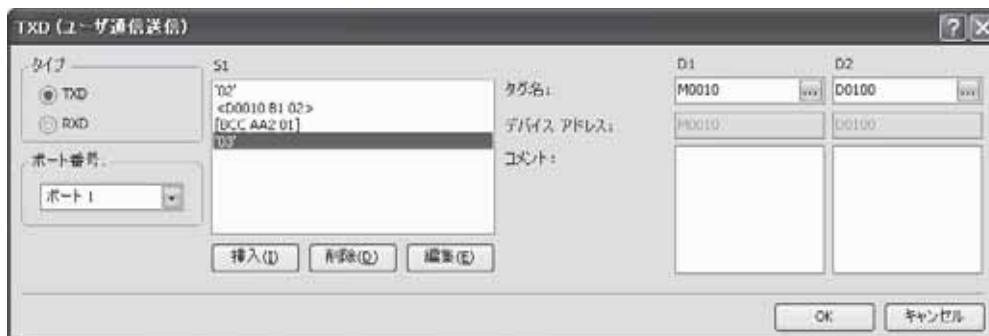 TXD (ユーザ通信送信)
タイプ
TXD
RXD
ポート番号:
ポート 1
S1
'02'
<D0010 B1 02>
[BCC AA2 01]
'03'
挿入(I)
削除(D)
編集(E)
D1
D2
タグ名:
M0010
...
D0100
...
デバイス アドレス:
M0010
D0100
コメント:
OK
キャンセル